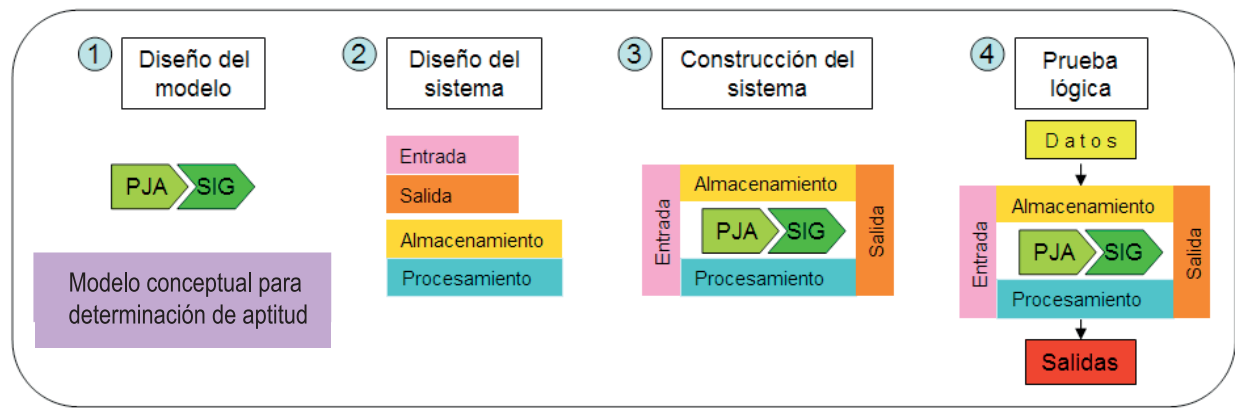 1
Diseño del
modelo
PJA
SIG
Modelo conceptual para
determinación de aptitud
2
Diseño del
sistema
Entrada
Salida
Almacenamiento
Procesamiento
3
Construcción del
sistema
Entrada
Almacenamiento
PJA
SIG
Procesamiento
Salida
4
Prueba
lógica
Datos
Entrada
Almacenamiento
PJA
SIG
Procesamiento
Salida
Salidas